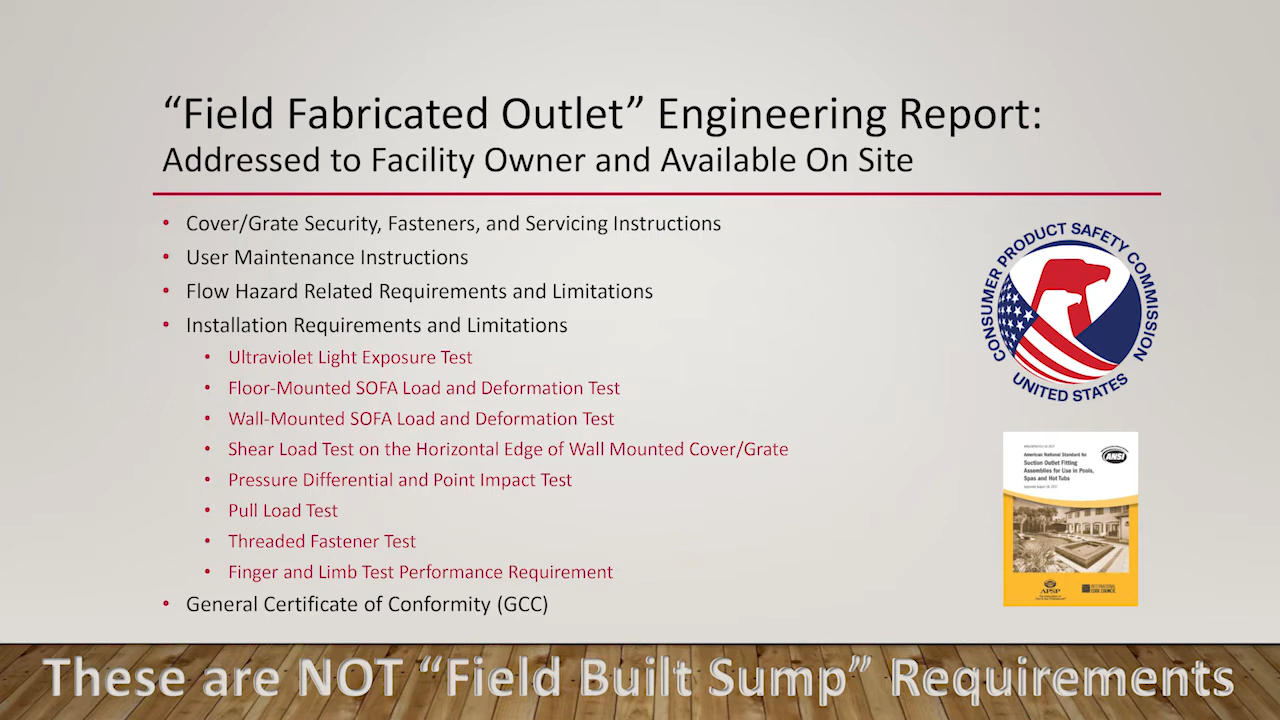 “Field Fabricated Outlet” Engineering Report:
Addressed to Facility Owner and Available On Site
• Cover/Grate Security, Fasteners, and Servicing Instructions
• User Maintenance Instructions
• Flow Hazard Related Requirements and Limitations
• Installation Requirements and Limitations
• Ultraviolet Light Exposure Test
• Floor-Mounted SOFA Load and Deformation Test
• Wall-Mounted SOFA Load and Deformation Test
• Shear Load Test on the Horizontal Edge of Wall Mounted Cover/Grate
• Pressure Differential and Point Impact Test
• Pull Load Test
• Threaded Fastener Test
• Finger and Limb Test Performance Requirement
• General Certificate of Conformity (GCC)
CONSUMER PRODUCT SAFETY COMMISSION
UNITED STATES
American National Standard for
Suction Outlet Fitting
Assemblies for Use in Pools,
Spas and Hot Tubs
ANSI
APSP
INTERNATIONAL
CODE COUNCIL
These are NOT “Field Built Sump” Requirements